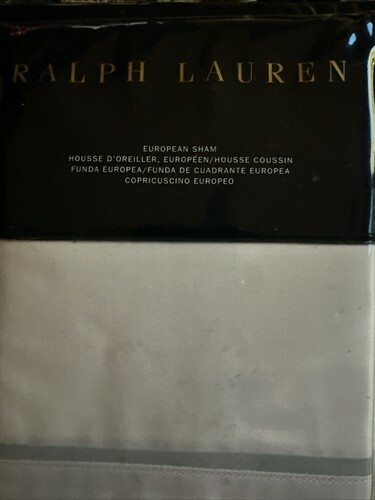 RALPH LAUREN
EUROPEAN SHAM
HOUSSE D'OREILLER, EUROPÉEN/HOUSSE COUSSIN
FUNDA EUROPEA/FUNDA DE CUADRANTE EUROPEA
COPRICUSCINO EUROPEO